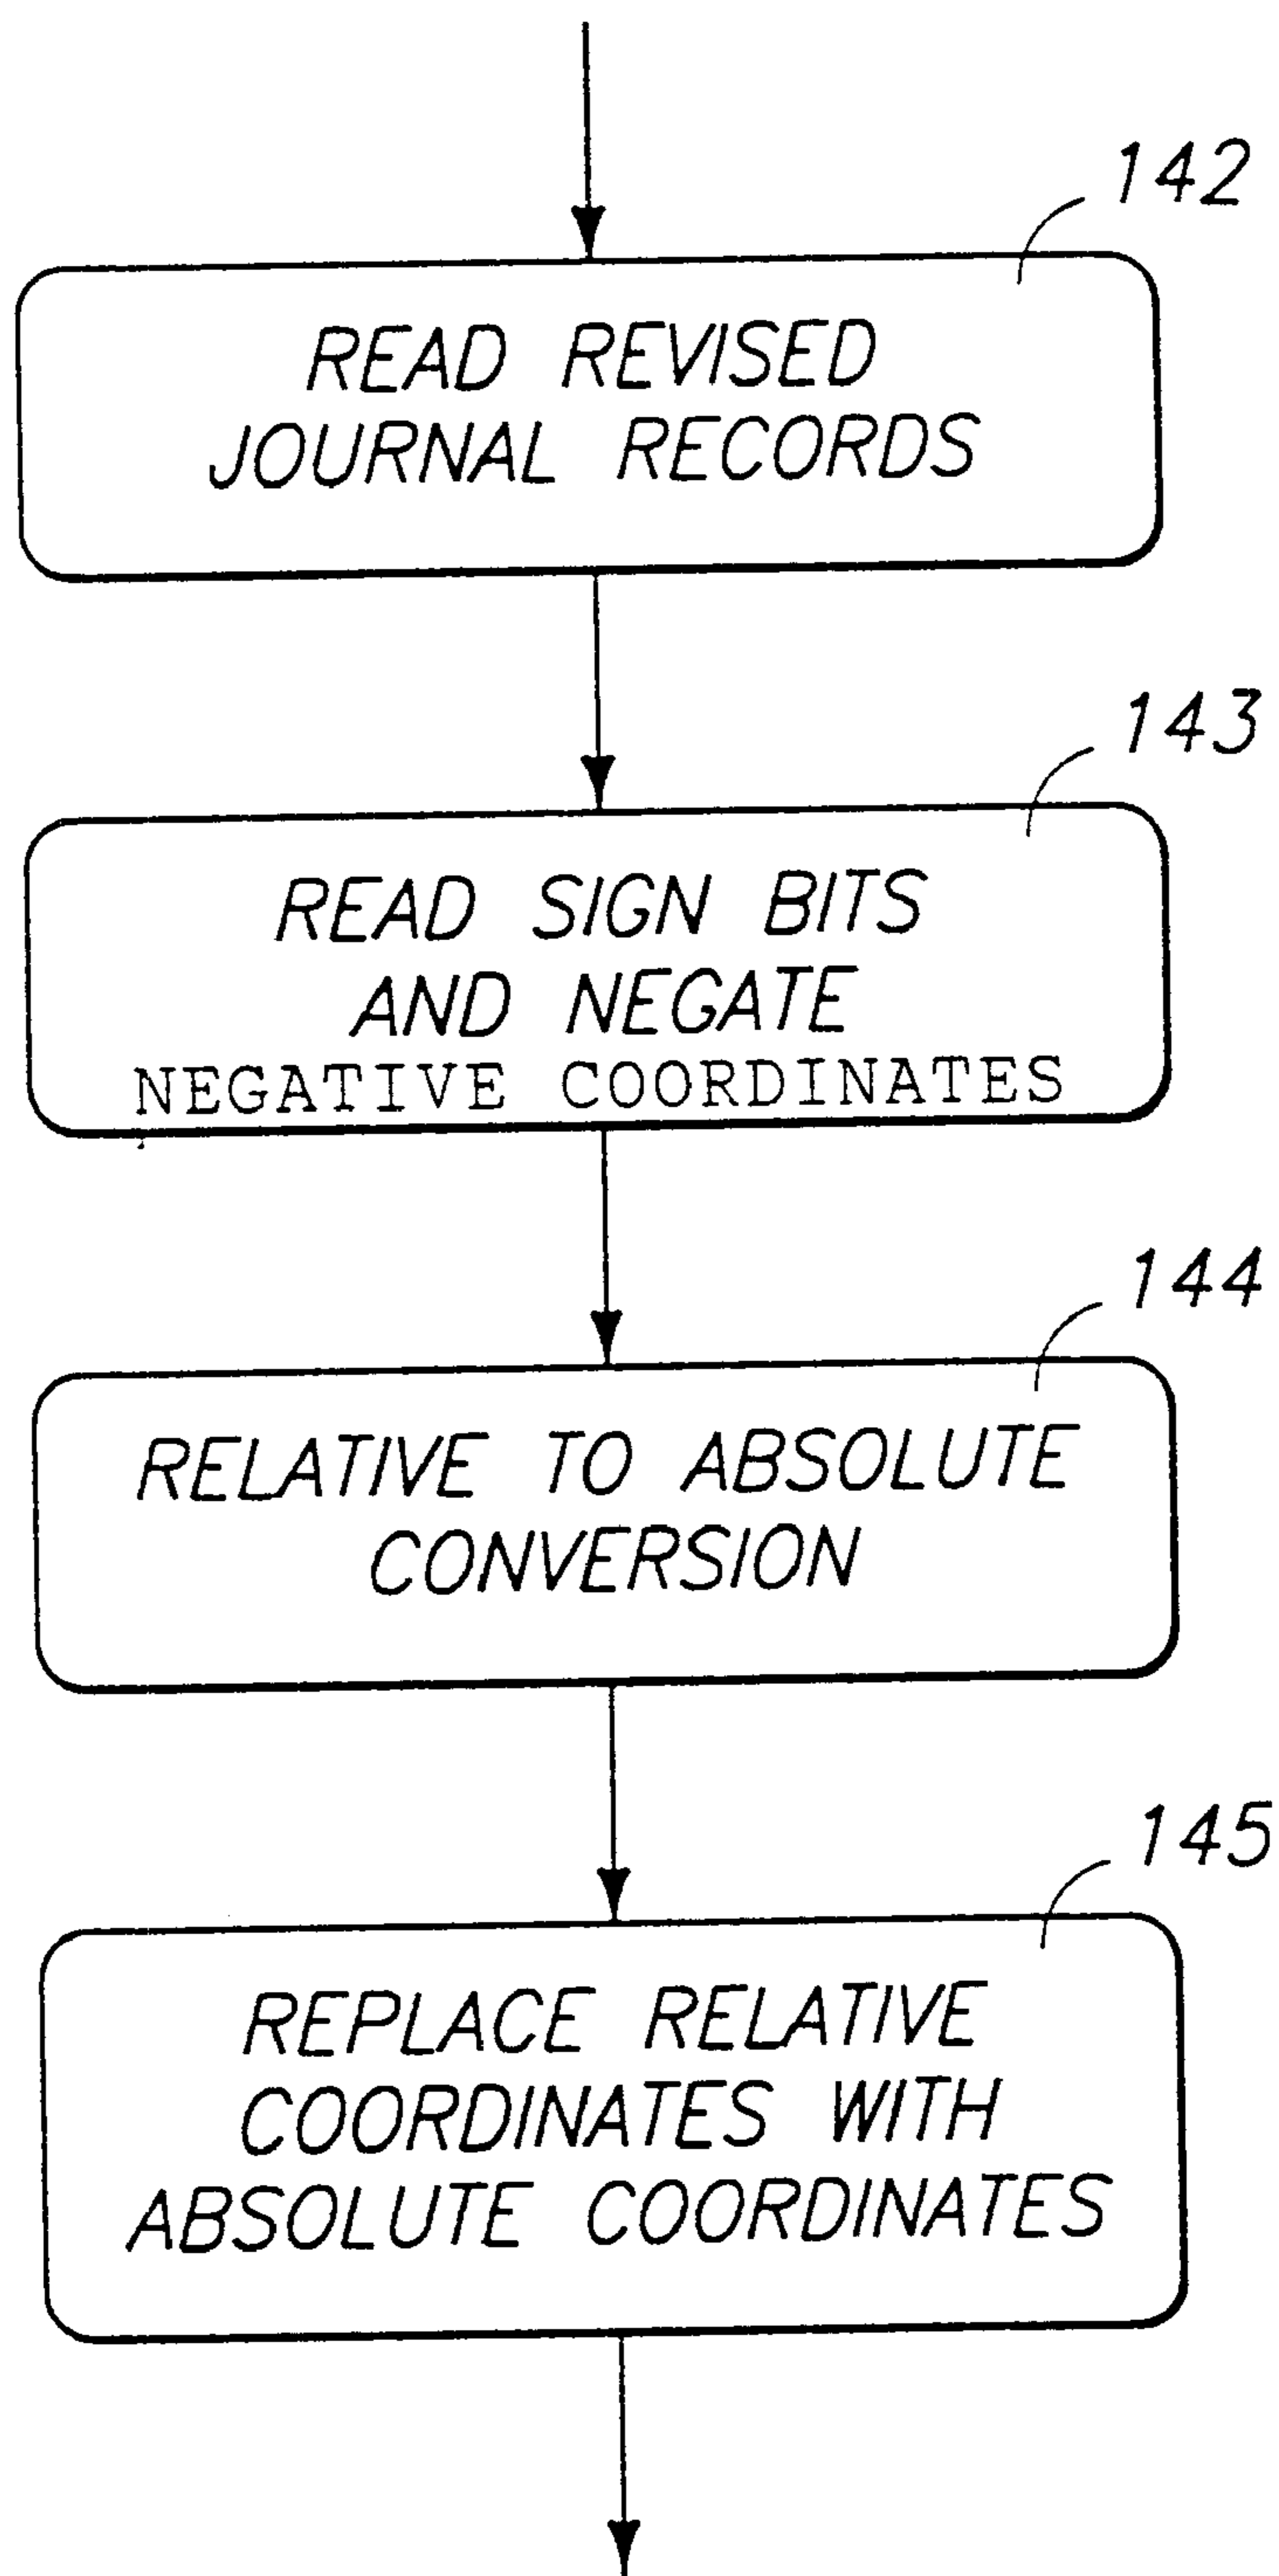 142
READ REVISED
JOURNAL RECORDS
143
READ SIGN BITS
AND NEGATE
NEGATIVE COORDINATES
144
RELATIVE TO ABSOLUTE
CONVERSION
145
REPLACE RELATIVE
COORDINATES WITH
ABSOLUTE COORDINATES